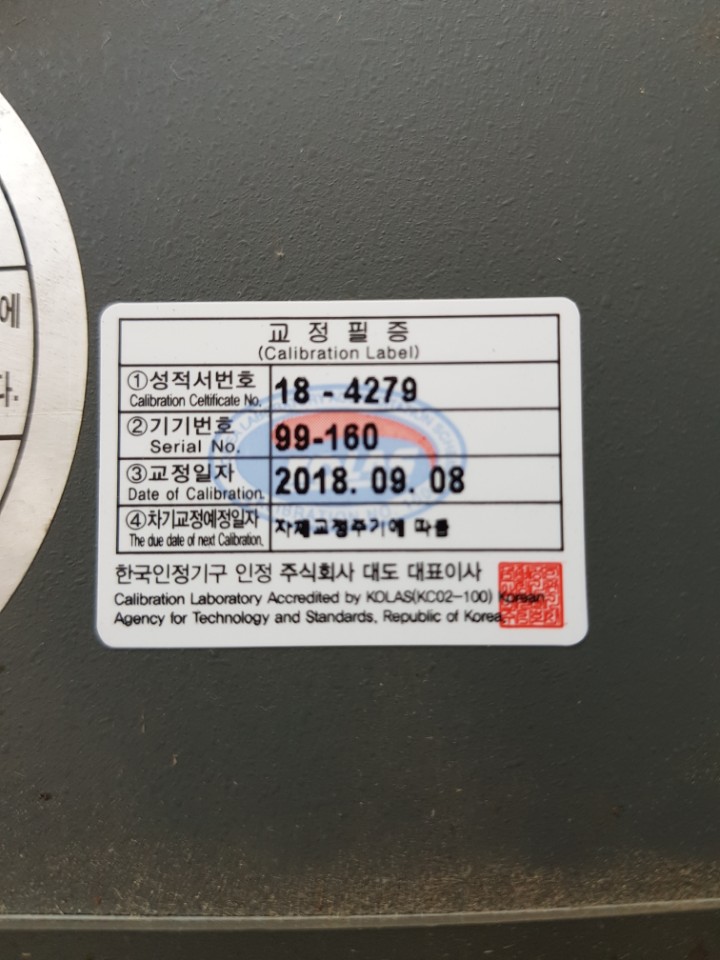 에
다.
교 정 필 증
(Calibration Label)
①성적서번호 18 - 4279
Calibration Celtificate No.
②기기번호 99-160
Serial No.
③교정일자 2018. 09. 08
Date of Calibration.
④차기교정예정일자 자체교정주기에 따름
The due date of next Calibration.
한국인정기구 인정 주식회사 대도 대표이사
Calibration Laboratory Accredited by KOLAS(KC02-100) Korean
Agency for Technology and Standards, Republic of Korea